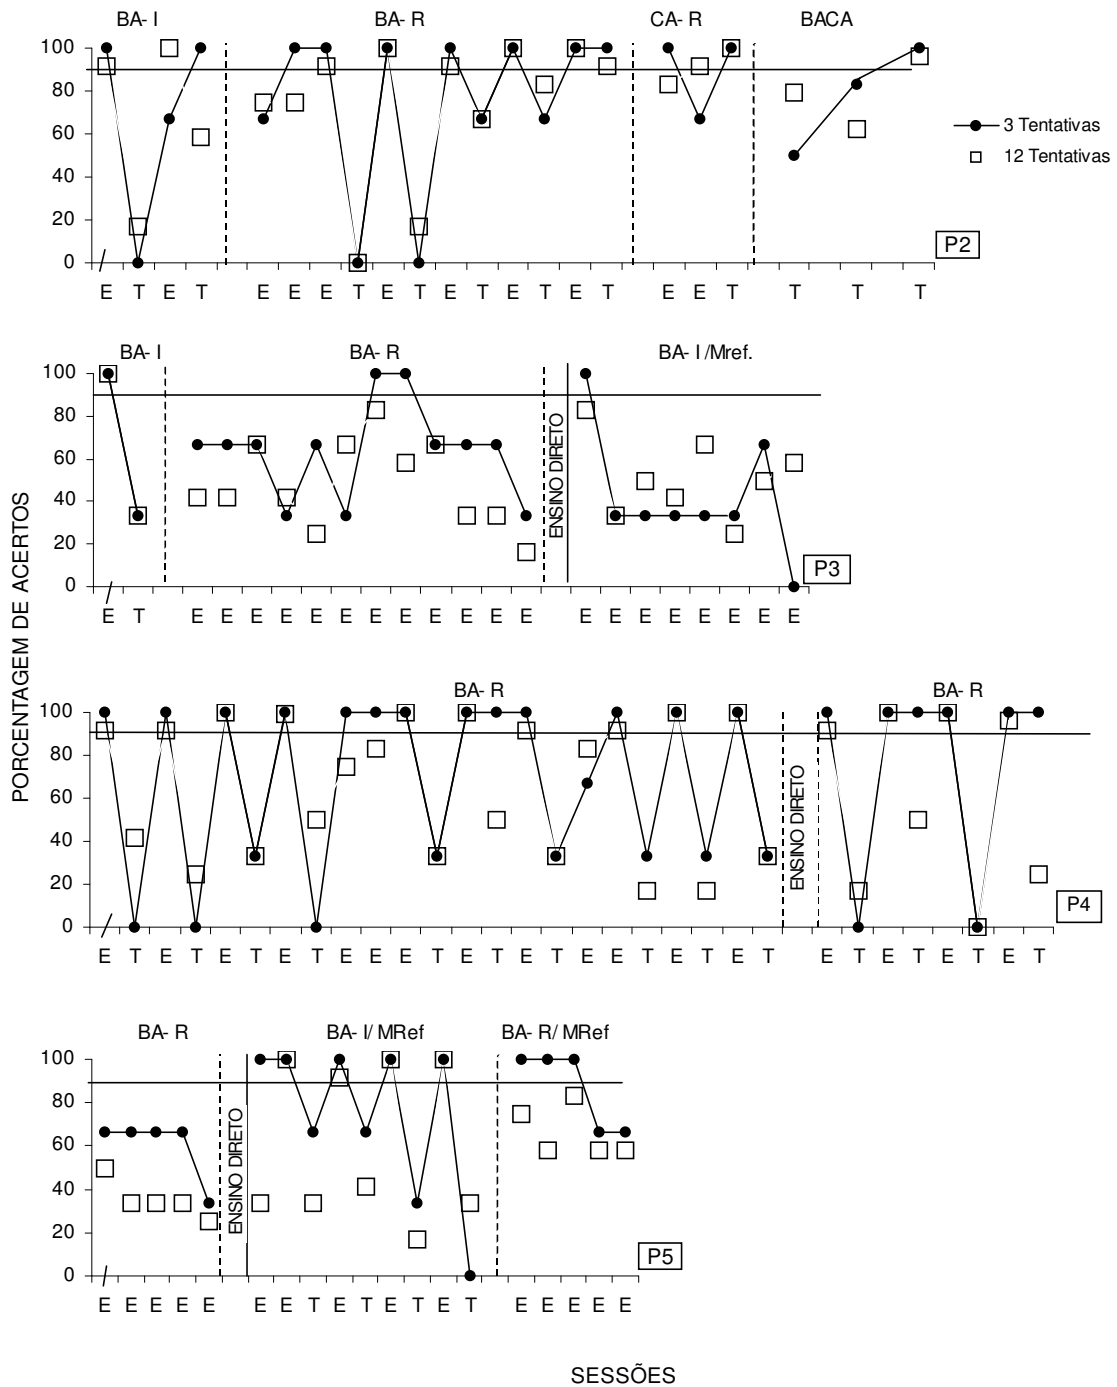 BA- I BA- R CA- R BACA
100
80
60
40
20
0
3 Tentativas
12 Tentativas
P2
E T E T E E E T E T E T E T E T E E T T T T
BA- I BA- R BA- I /Mref.
100
80
60
40
20
0
ENSINO DIRETO
P3
E T E E E E E E E E E E E E E E E E E E E E
PORCENTAGEM DE ACERTOS
BA- R BA- R
100
80
60
40
20
0
ENSINO DIRETO
P4
E T E T E T E T E E E T E T E T E E T E T E T E T E T E T E T
BA- R BA- I/ MRef BA- R/ MRef
100
80
60
40
20
0
ENSINO DIRETO
P5
E E E E E E E T E T E T E T E E E E E
SESSÕES